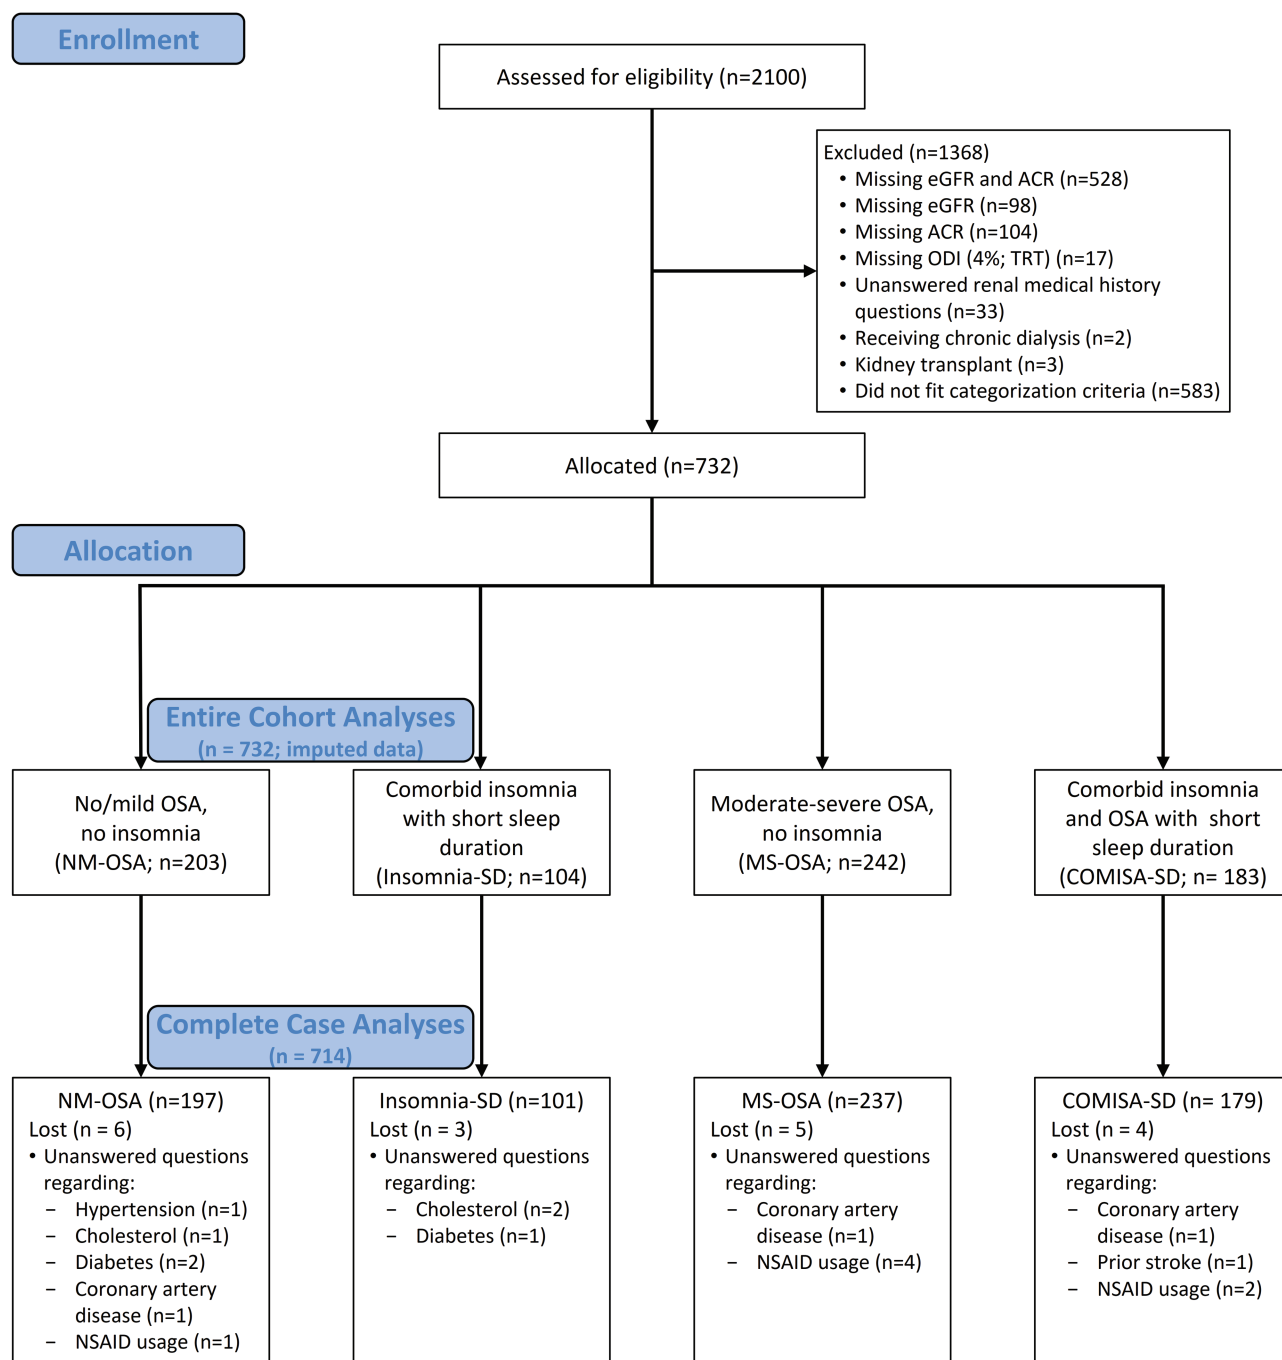 Enrollment
Assessed for eligibility (n=2100)
Excluded (n=1368)
• Missing eGFR and ACR (n=528)
• Missing eGFR (n=98)
• Missing ACR (n=104)
• Missing ODI (4%; TRT) (n=17)
• Unanswered renal medical history
questions (n=33)
• Receiving chronic dialysis (n=2)
• Kidney transplant (n=3)
• Did not fit categorization criteria (n=583)
Allocated (n=732)
Allocation
Entire Cohort Analyses
(n = 732; imputed data)
No/mild OSA,
no insomnia
(NM-OSA; n=203)
Comorbid insomnia
with short sleep
duration
(Insomnia-SD; n=104)
Moderate-severe OSA,
no insomnia
(MS-OSA; n=242)
Comorbid insomnia
and OSA with short
sleep duration
(COMISA-SD; n= 183)
Complete Case Analyses
(n = 714)
NM-OSA (n=197)
Lost (n = 6)
• Unanswered questions
regarding:
– Hypertension (n=1)
– Cholesterol (n=1)
– Diabetes (n=2)
– Coronary artery
disease (n=1)
– NSAID usage (n=1)
Insomnia-SD (n=101)
Lost (n = 3)
• Unanswered questions
regarding:
– Cholesterol (n=2)
– Diabetes (n=1)
MS-OSA (n=237)
Lost (n = 5)
• Unanswered questions
regarding:
– Coronary artery
disease (n=1)
– NSAID usage (n=4)
COMISA-SD (n= 179)
Lost (n = 4)
• Unanswered questions
regarding:
– Coronary artery
disease (n=1)
– Prior stroke (n=1)
– NSAID usage (n=2)